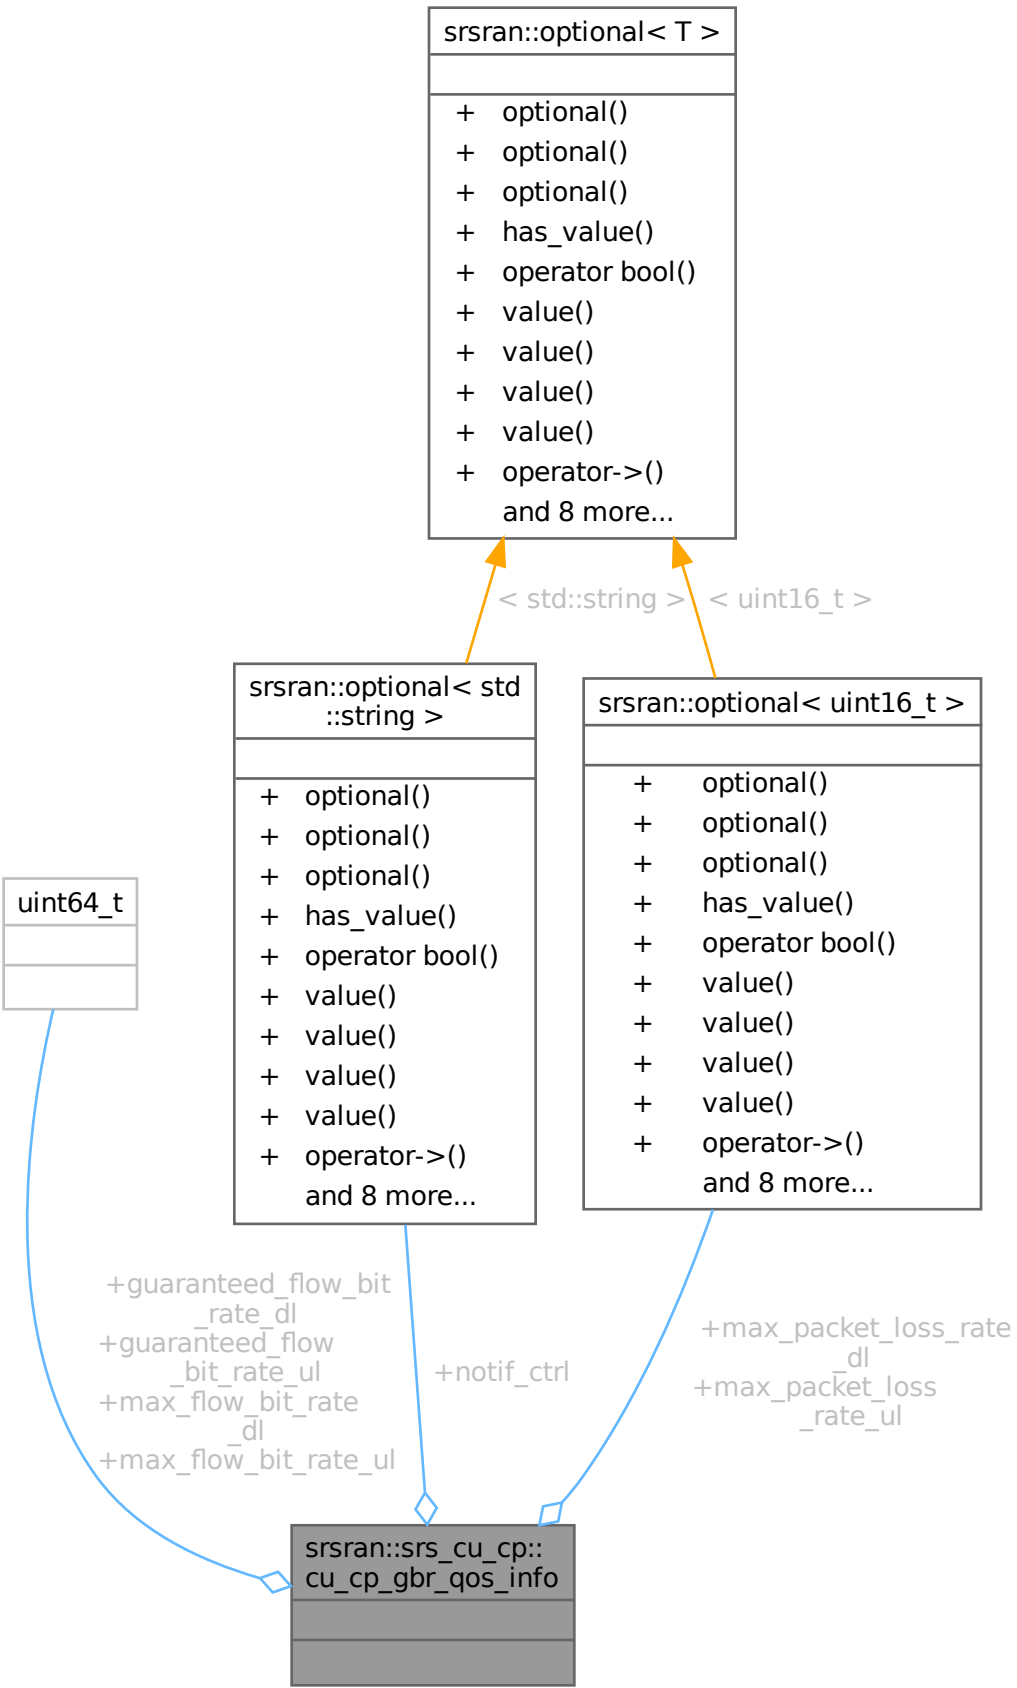 srsran::optional< T >
+ optional()
+ optional()
+ optional()
+ has_value()
+ operator bool()
+ value()
+ value()
+ value()
+ value()
+ operator->()
and 8 more...
< std::string >
< uint16_t >
srsran::optional< std
::string >
+ optional()
+ optional()
+ optional()
+ has_value()
+ operator bool()
+ value()
+ value()
+ value()
+ value()
+ operator->()
and 8 more...
srsran::optional< uint16_t >
+ optional()
+ optional()
+ optional()
+ has_value()
+ operator bool()
+ value()
+ value()
+ value()
+ value()
+ operator->()
and 8 more...
uint64_t
+guaranteed_flow_bit
_rate_dl
+guaranteed_flow
_bit_rate_ul
+max_flow_bit_rate
_dl
+max_flow_bit_rate_ul
+notif_ctrl
+max_packet_loss_rate
_dl
+max_packet_loss
_rate_ul
srsran::srs_cu_cp::
cu_cp_gbr_qos_info